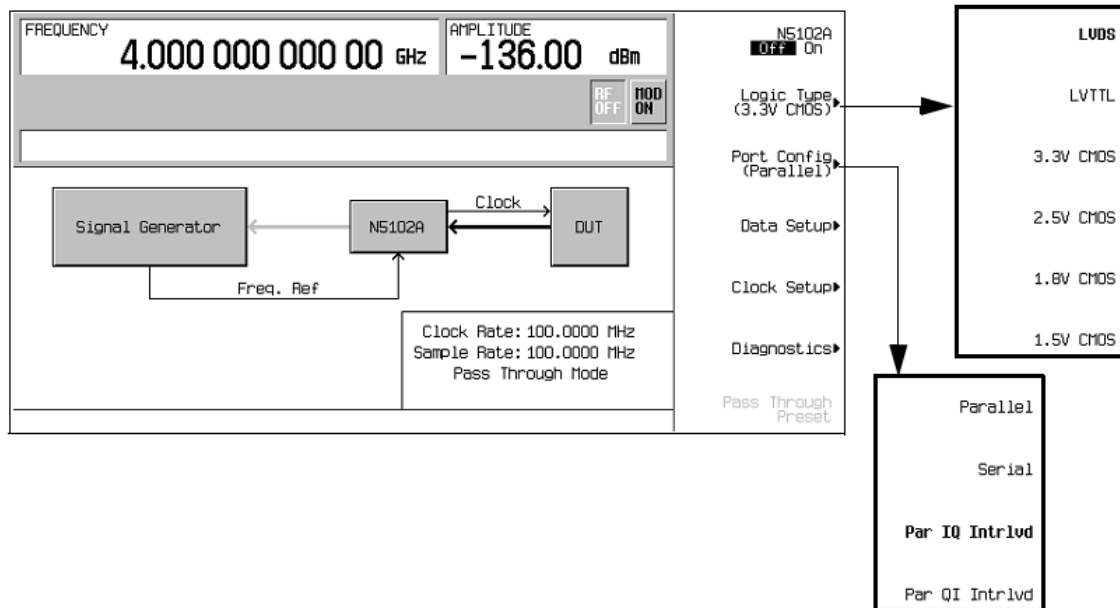 FREQUENCY
4.000 000 000 00 GHz
AMPLITUDE
-136.00 dBm
RF OFF
MOD ON
N5102A
Off On
Logic Type
(3.3V CMOS)
Port Config
(Parallel)
Data Setup
Clock Setup
Diagnostics
Pass Through
Preset
Signal Generator
N5102A
Clock
DUT
Freq. Ref
Clock Rate: 100.0000 MHz
Sample Rate: 100.0000 MHz
Pass Through Mode
LVDS
LVTTL
3.3V CMOS
2.5V CMOS
1.8V CMOS
1.5V CMOS
Parallel
Serial
Par IQ Intrlvd
Par QI Intrlvd